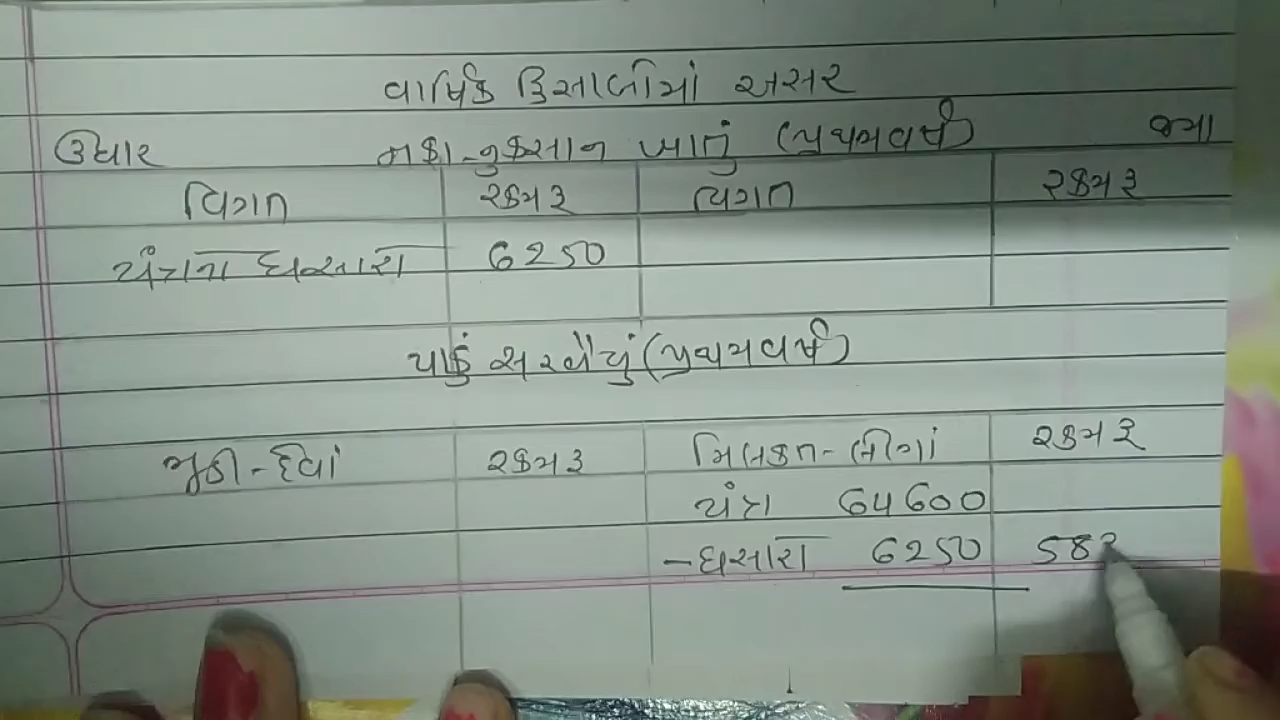 વાર્ષિક હિસાબોમાં અસર
ઉધાર નફા-નુકસાન ખાતું (પ્રથમવર્ષ) જમા
વિગત રકમ રૂ વિગત રકમ રૂ
યંત્રના ઘસારા 6250
પાકું સરવૈયું (પ્રથમવર્ષ)
મૂડી-દેવાં રકમ રૂ મિલકત-લેણાં રકમ રૂ
યંત્ર 64600
-ઘસારા 6250 583